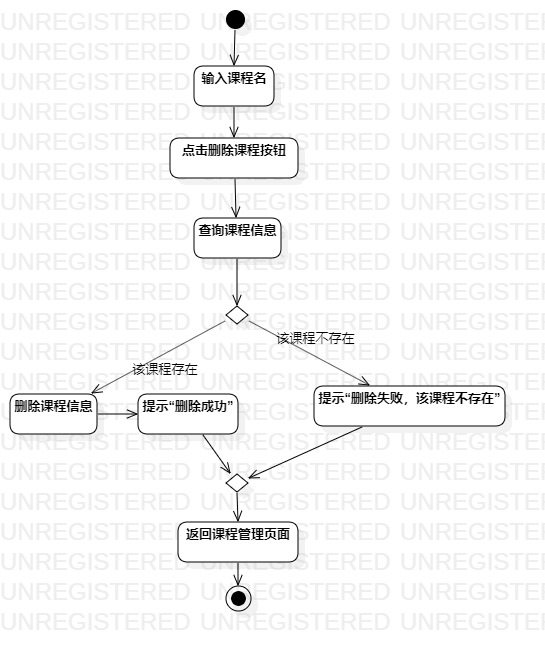 UNREGISTERED UNREGISTERED UNREGISTE
输入课程名
点击删除课程按钮
查询课程信息
该课程不存在
该课程存在
删除课程信息
提示“删除成功”
提示“删除失败，该课程不存在”
返回课程管理页面